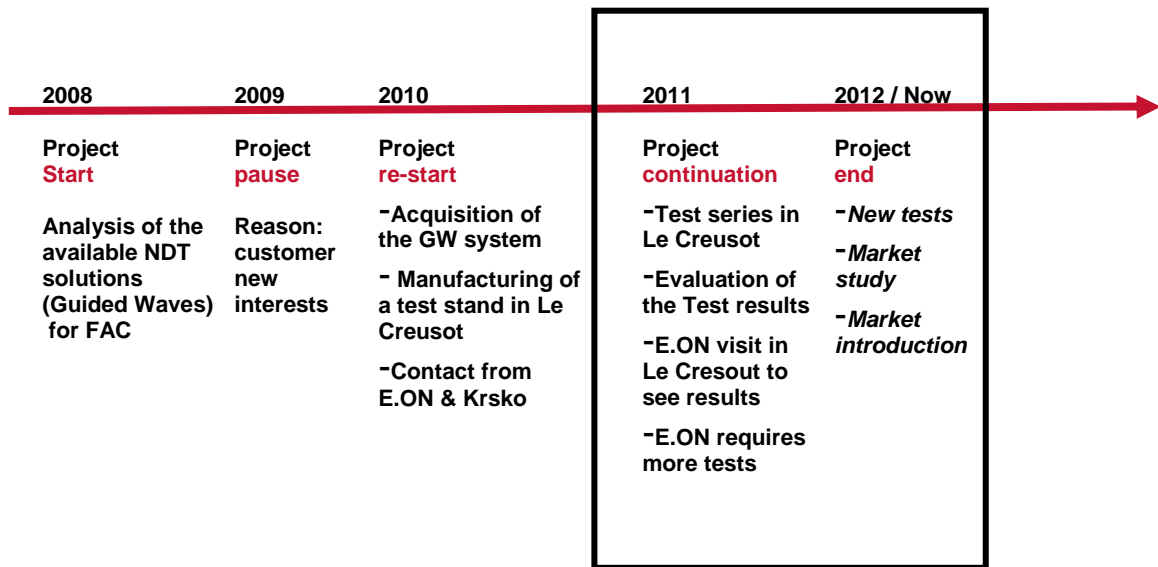 2008
Project
Start
Analysis of the
available NDT
solutions
(Guided Waves)
for FAC
2009
Project
pause
Reason:
customer
new
interests
2010
Project
re-start
-Acquisition of
the GW system
- Manufacturing of
a test stand in Le
Creusot
-Contact from
E.ON & Krsko
2011
Project
continuation
-Test series in
Le Creusot
-Evaluation of
the Test results
-E.ON visit in
Le Cresout to
see results
-E.ON requires
more tests
2012 / Now
Project
end
-New tests
-Market
study
-Market
introduction